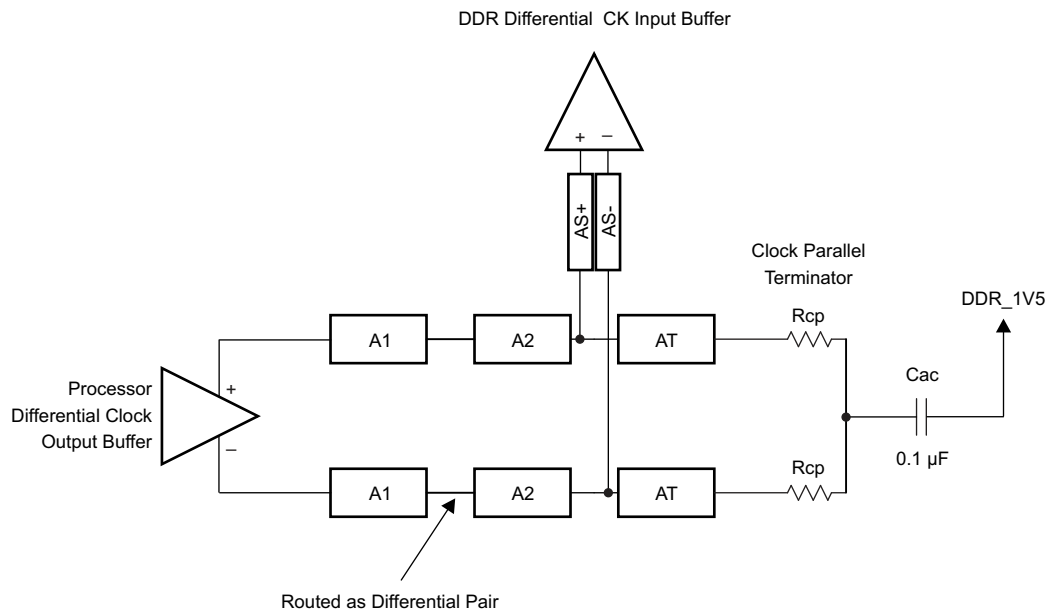 DDR Differential CK Input Buffer
+ −
AS+ AS-
Clock Parallel
Terminator
DDR_1V5
A1 A2 AT Rcp
Cac
Processor
Differential Clock
Output Buffer
+
−
0.1 µF
A1 A2 AT Rcp
Routed as Differential Pair